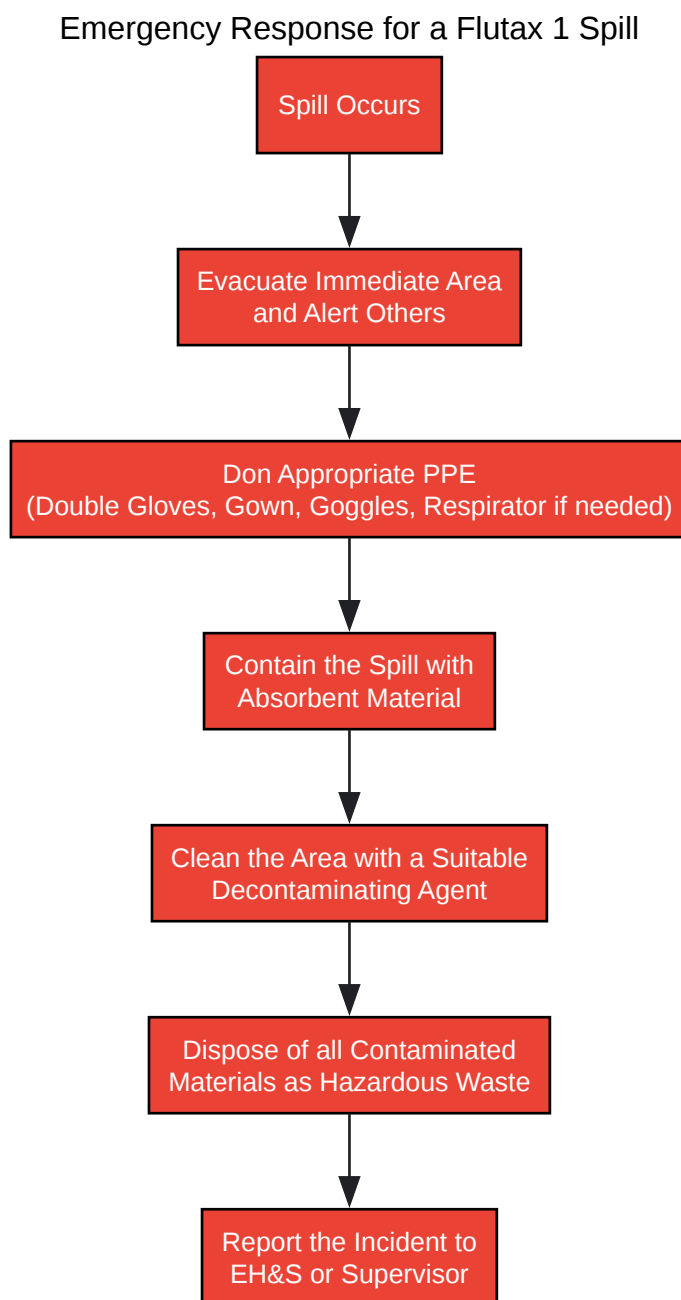 Emergency Response for a Flutax 1 Spill
Spill Occurs
Evacuate Immediate Area
and Alert Others
Don Appropriate PPE
(Double Gloves, Gown, Goggles, Respirator if needed)
Contain the Spill with
Absorbent Material
Clean the Area with a Suitable
Decontaminating Agent
Dispose of all Contaminated
Materials as Hazardous Waste
Report the Incident to
EH&S or Supervisor